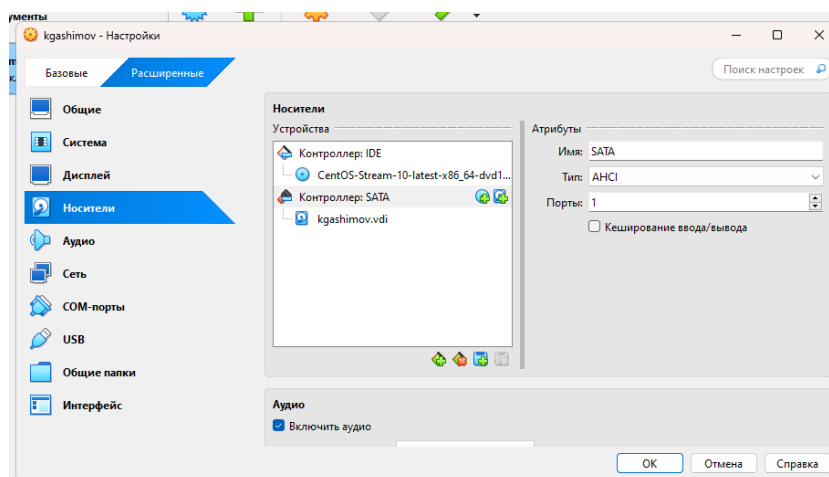 ументы
kgashimov - Настройки
Базовые
Расширенные
Поиск настроек
Общие
Система
Дисплей
Носители
Аудио
Сеть
COM-порты
USB
Общие папки
Интерфейс
Носители
Устройства
Контроллер: IDE
CentOS-Stream-10-latest-x86_64-dvd1...
Контроллер: SATA
kgashimov.vdi
Атрибуты
Имя: SATA
Тип: AHCI
Порты: 1
Кеширование ввода/вывода
Аудио
Включить аудио
OK
Отмена
Справка